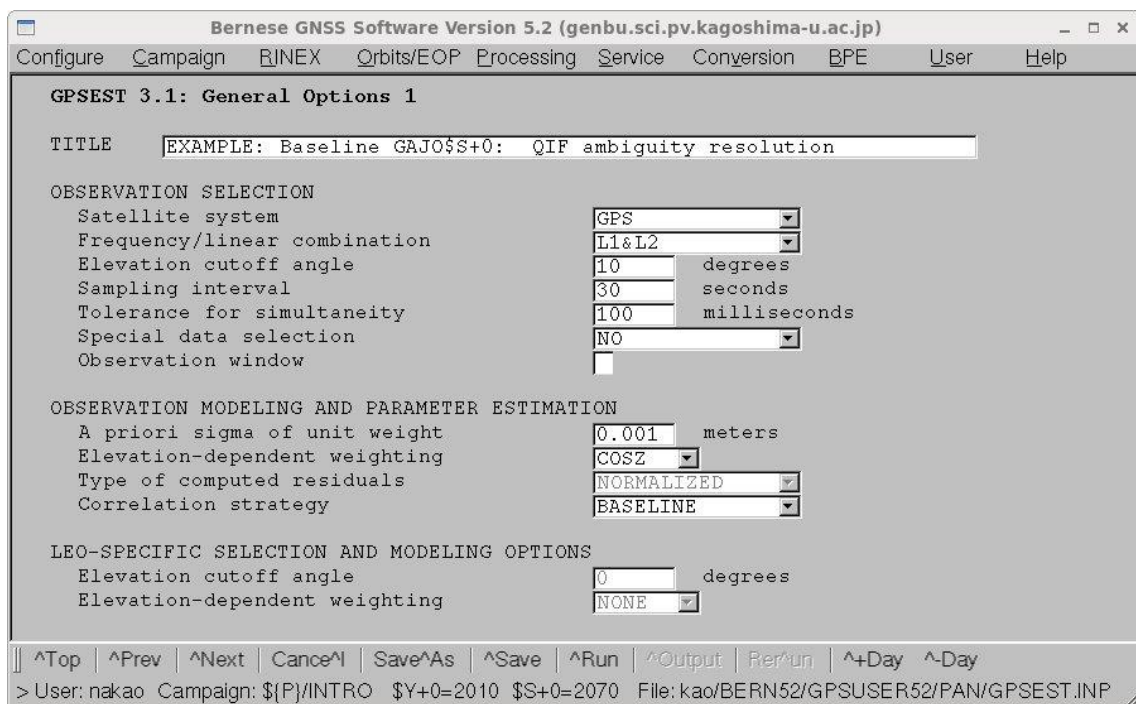 Bernese GNSS Software Version 5.2 (genbu.sci.pv.kagoshima-u.ac.jp)
Configure Campaign RINEX Orbits/EOP Processing Service Conversion BPE User Help
GPSEST 3.1: General Options 1
TITLE EXAMPLE: Baseline GAJO$S+0: QIF ambiguity resolution
OBSERVATION SELECTION
Satellite system GPS
Frequency/linear combination L1&L2
Elevation cutoff angle 10 degrees
Sampling interval 30 seconds
Tolerance for simultaneity 100 milliseconds
Special data selection NO
Observation window
OBSERVATION MODELING AND PARAMETER ESTIMATION
A priori sigma of unit weight 0.001 meters
Elevation-dependent weighting COSZ
Type of computed residuals NORMALIZED
Correlation strategy BASELINE
LEO-SPECIFIC SELECTION AND MODELING OPTIONS
Elevation cutoff angle 0 degrees
Elevation-dependent weighting NONE
^Top | ^Prev | ^Next | Cance^l | Save^As | ^Save | ^Run | ^Output | Rer^un | ^+Day ^-Day
> User: nakao Campaign: ${P}/INTRO $Y+0=2010 $S+0=2070 File: kao/BERN52/GPSUSER52/PAN/GPSEST.INP